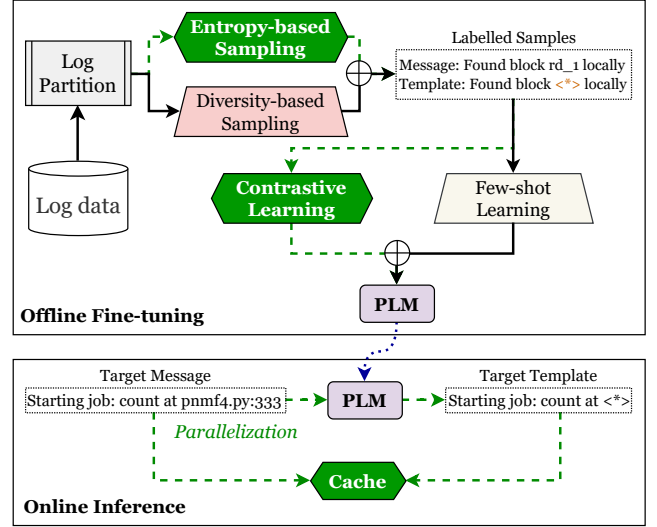 Entropy-based
Sampling
Log
Partition
Diversity-based
Sampling
Labelled Samples
Message: Found block rd_1 locally
Template: Found block <*> locally
Log data
Contrastive
Learning
Few-shot
Learning
PLM
Offline Fine-tuning
Target Message
Starting job: count at pnmf4.py:333
Parallelization
PLM
Target Template
Starting job: count at <*>
Cache
Online Inference